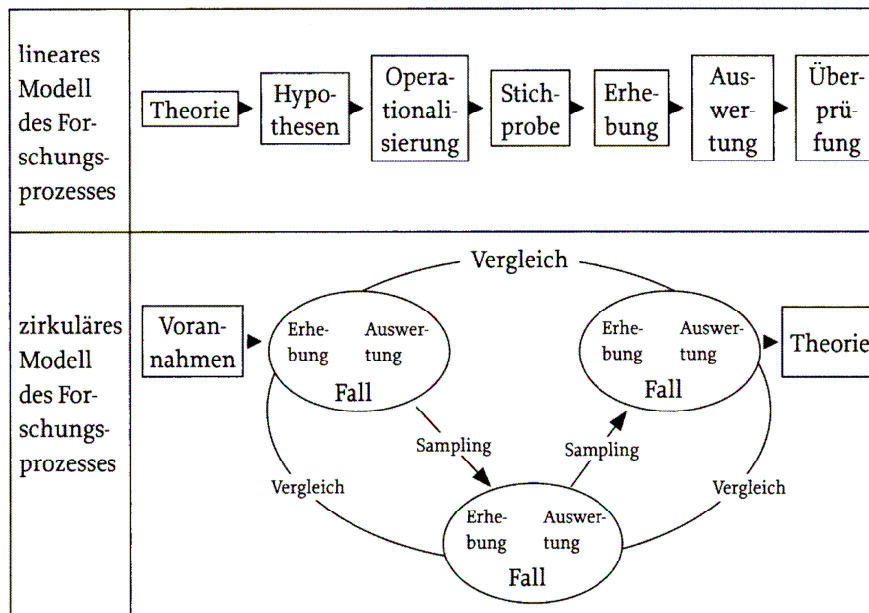 lineares
Modell
des For-
schungs-
prozesses
Theorie
Hypo-
thesen
Opera-
tionali-
sierung
Stich-
probe
Erhe-
bung
Aus-
wer-
tung
Über-
prü-
fung
zirkuläres
Modell
des For-
schungs-
prozesses
Voran-
nahmen
Vergleich
Erhe-
bung
Auswer-
tung
Fall
Sampling
Vergleich
Erhe-
bung
Auswer-
tung
Fall
Sampling
Vergleich
Erhe-
bung
Auswer-
tung
Fall
Theorie